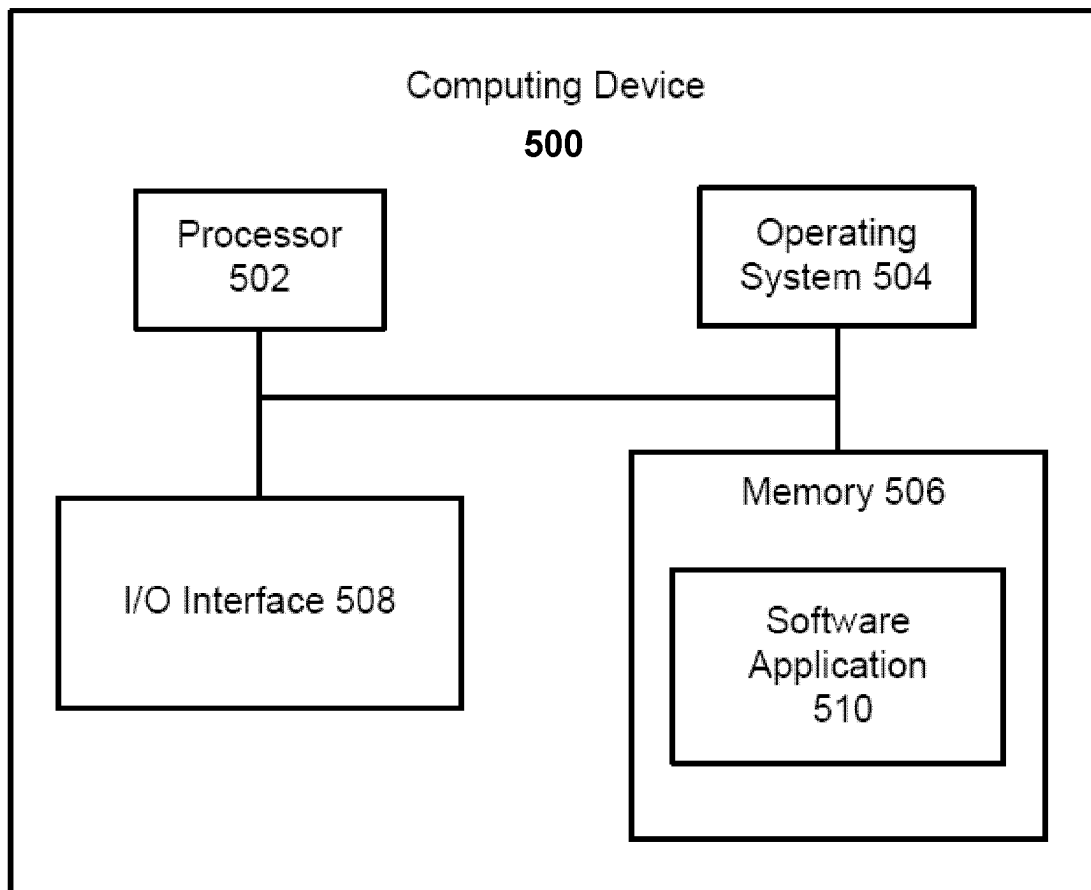 Computing Device
500
Processor
502
Operating
System 504
Memory 506
I/O Interface 508
Software
Application
510